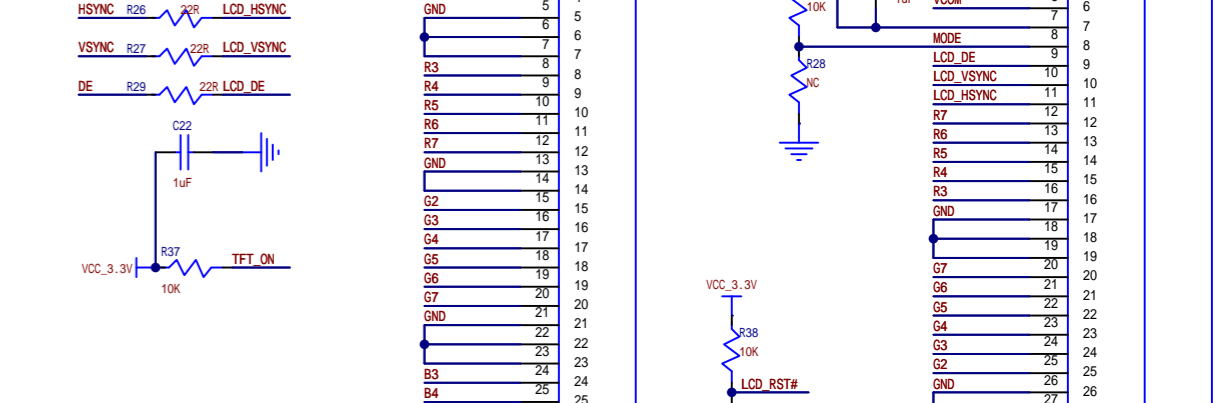 HSYNC R26 22R LCD_HSYNC
VSYNC R27 22R LCD_VSYNC
DE R29 22R LCD_DE
C22
1uF
VCC_3.3V R37 TFT_ON
10K
GND 5 5
6 6
7 7
R3 8 8
R4 9 9
R5 10 10
R6 11 11
R7 12 12
GND 13 13
14 14
G2 15 15
G3 16 16
G4 17 17
G5 18 18
G6 19 19
G7 20 20
GND 21 21
22 22
23 23
B3 24 24
B4 25 25
10K
R28
NC
VCC_3.3V
R38
10K
LCD_RST#
1uF
VCOM 6
7 7
MODE 8 8
LCD_DE 9 9
LCD_VSYNC 10 10
LCD_HSYNC 11 11
R7 12 12
R6 13 13
R5 14 14
R4 15 15
R3 16 16
GND 17 17
18 18
19 19
G7 20 20
G6 21 21
G5 22 22
G4 23 23
G3 24 24
G2 25 25
GND 26 26
27